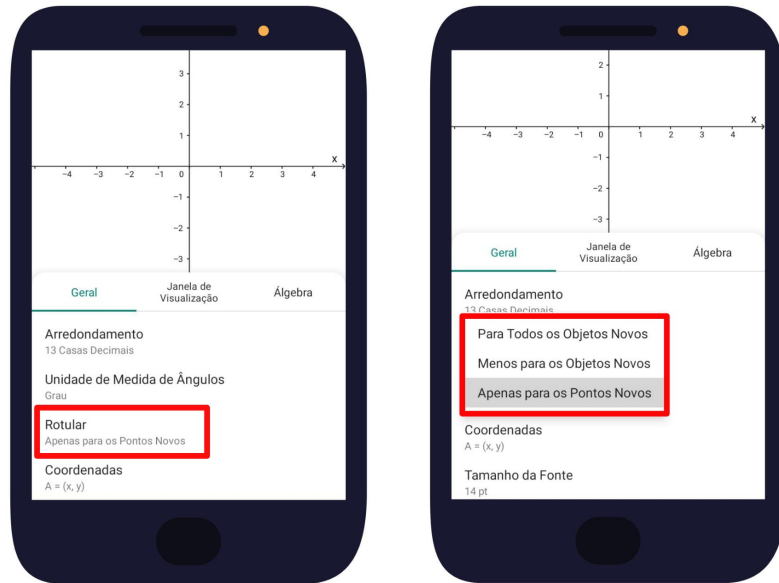 3
2
1
x
-4 -3 -2 -1 0 1 2 3 4
-1
-2
-3
Geral
Janela de
Visualização
Álgebra
Arredondamento
13 Casas Decimais
Unidade de Medida de Ângulos
Grau
Rotular
Apenas para os Pontos Novos
Coordenadas
A = (x, y)
2
1
x
-4 -3 -2 -1 0 1 2 3 4
-1
-2
-3
Geral
Janela de
Visualização
Álgebra
Arredondamento
13 Casas Decimais
Para Todos os Objetos Novos
Menos para os Objetos Novos
Apenas para os Pontos Novos
Coordenadas
A = (x, y)
Tamanho da Fonte
14 pt